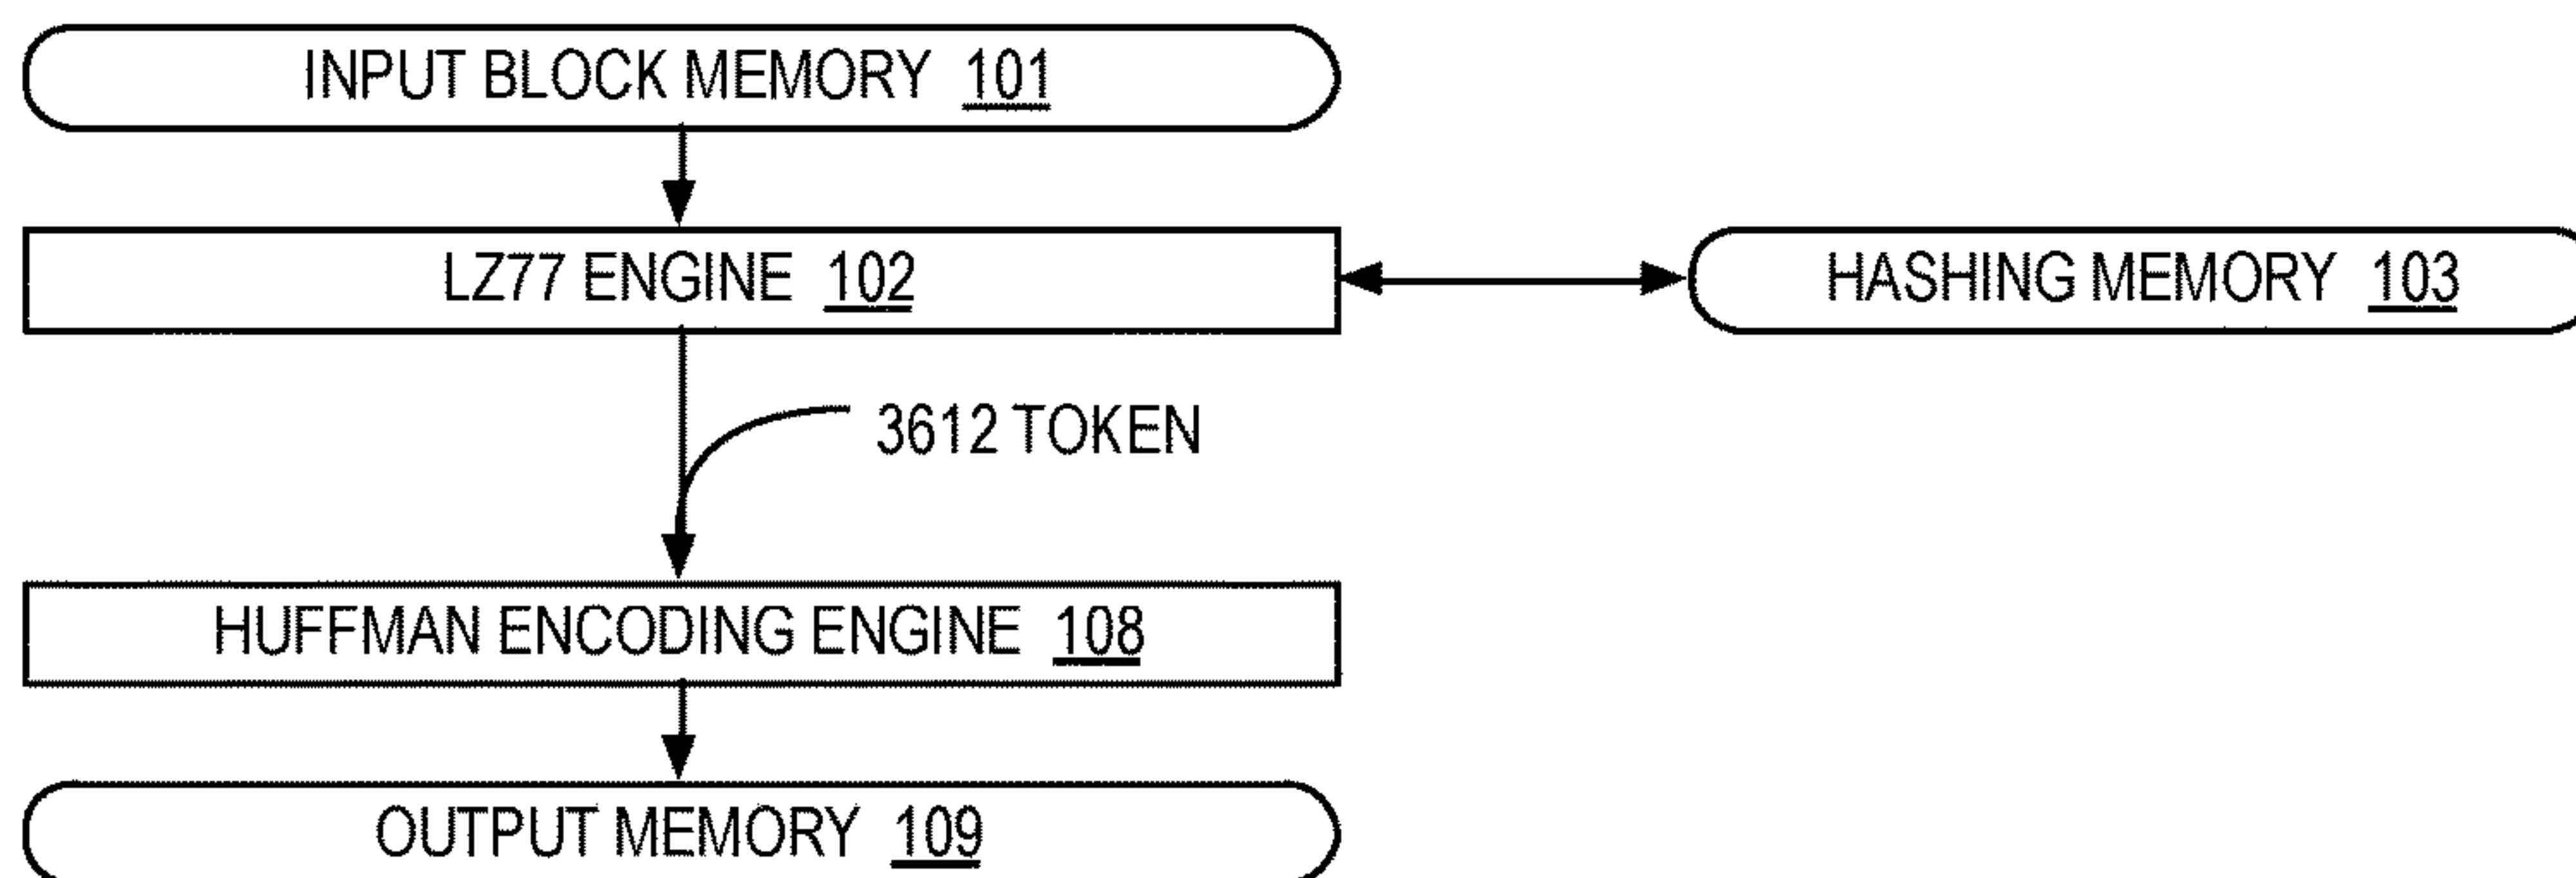 INPUT BLOCK MEMORY 101
LZ77 ENGINE 102
HASHING MEMORY 103
3612 TOKEN
HUFFMAN ENCODING ENGINE 108
OUTPUT MEMORY 109